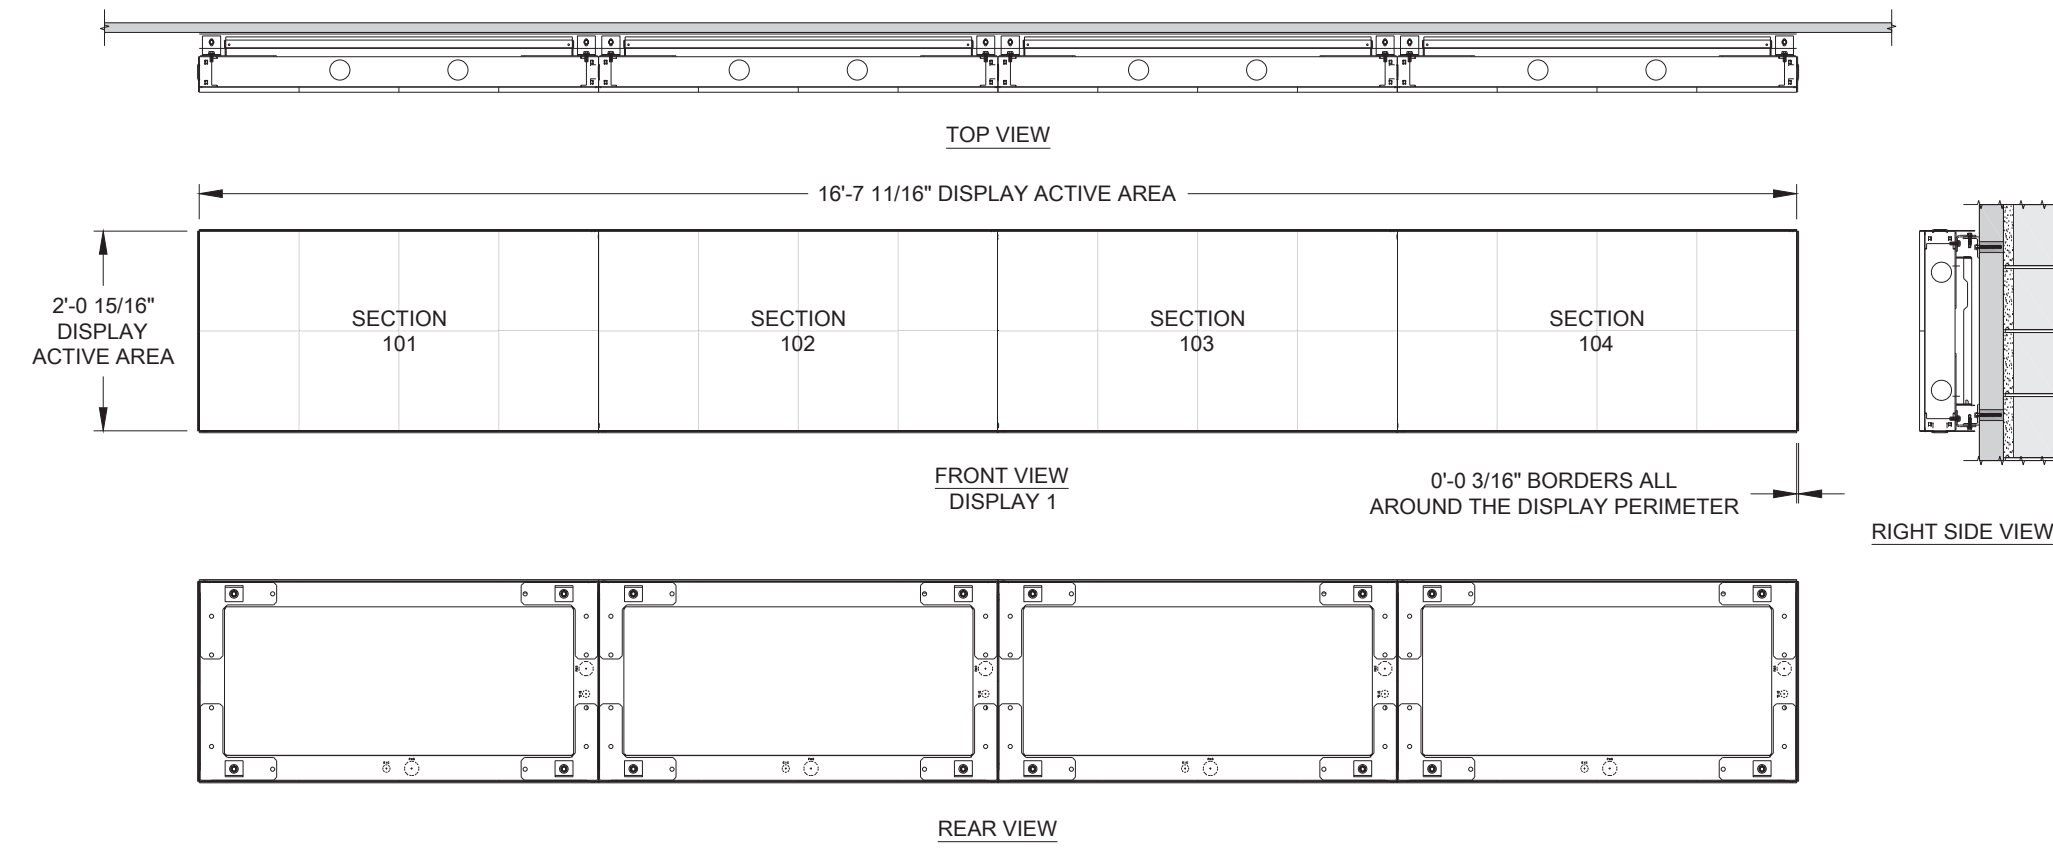 TOP VIEW
16'-7 11/16" DISPLAY ACTIVE AREA
2'-0 15/16"
DISPLAY
ACTIVE AREA
SECTION
101
SECTION
102
SECTION
103
SECTION
104
FRONT VIEW
DISPLAY 1
0'-0 3/16" BORDERS ALL
AROUND THE DISPLAY PERIMETER
RIGHT SIDE VIEW
REAR VIEW